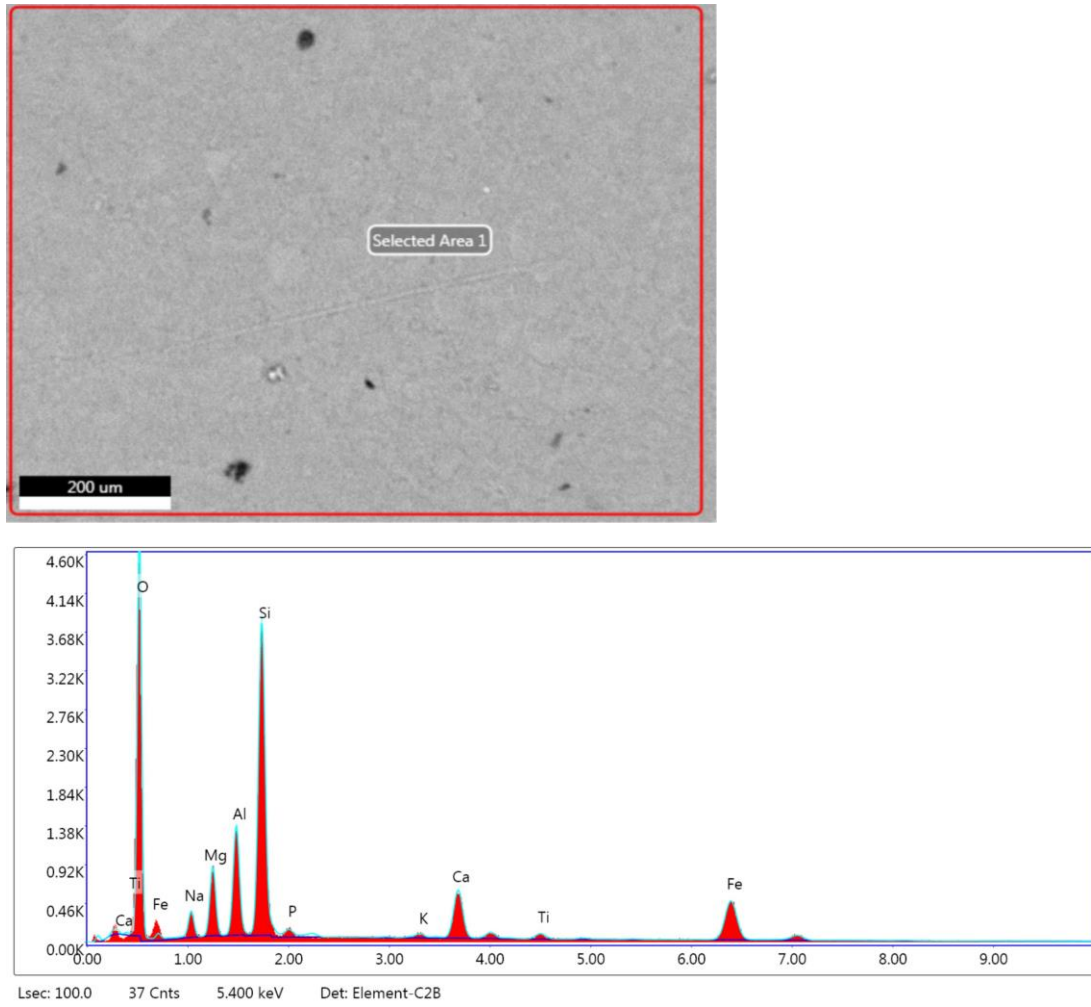 Selected Area 1
200 um
4.60K
4.14K
3.68K
3.22K
2.76K
2.30K
1.84K
1.38K
0.92K
0.46K
0.00K
O
Si
Al
Mg
Ti
Na
Fe
Ca
P
K
Ca
Ti
Fe
0.00 1.00 2.00 3.00 4.00 5.00 6.00 7.00 8.00 9.00
Lsec: 100.0 37 Cnts 5.400 keV Det: Element-C2B